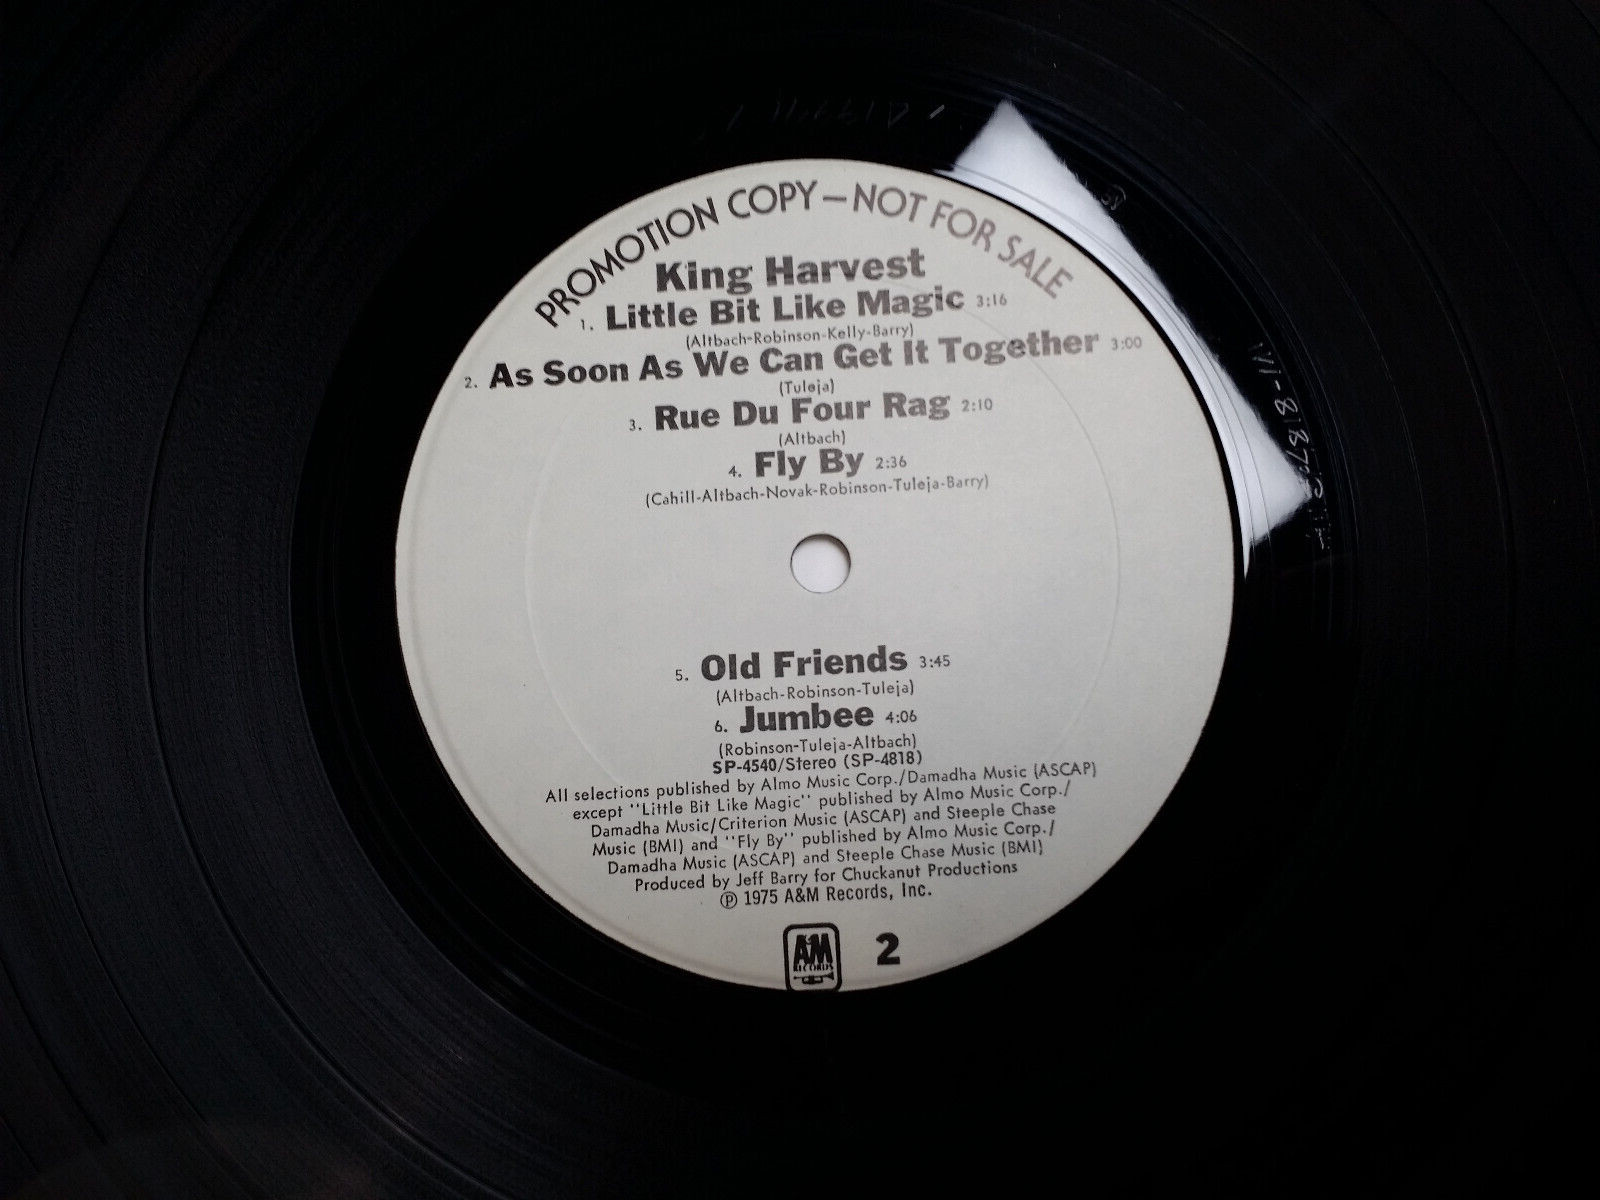 PROMOTION COPY—NOT FOR SALE
King Harvest
1. Little Bit Like Magic 3:16
(Altbach-Robinson-Kelly-Barry)
2. As Soon As We Can Get It Together 3:00
(Tuleja)
3. Rue Du Four Rag 2:10
(Altbach)
4. Fly By 2:36
(Cahill-Altbach-Novak-Robinson-Tuleja-Barry)
5. Old Friends 3:45
(Altbach-Robinson-Tuleja)
6. Jumbee 4:06
(Robinson-Tuleja-Altbach)
SP-4540/Stereo (SP-4818)
All selections published by Almo Music Corp./Damadha Music (ASCAP)
except "Little Bit Like Magic" published by Almo Music Corp./
Damadha Music/Criterion Music (ASCAP) and Steeple Chase
Music (BMI) and "Fly By" published by Almo Music Corp./
Damadha Music (ASCAP) and Steeple Chase Music (BMI)
Produced by Jeff Barry for Chuckanut Productions
℗ 1975 A&M Records, Inc.
A&M RECORDS 2